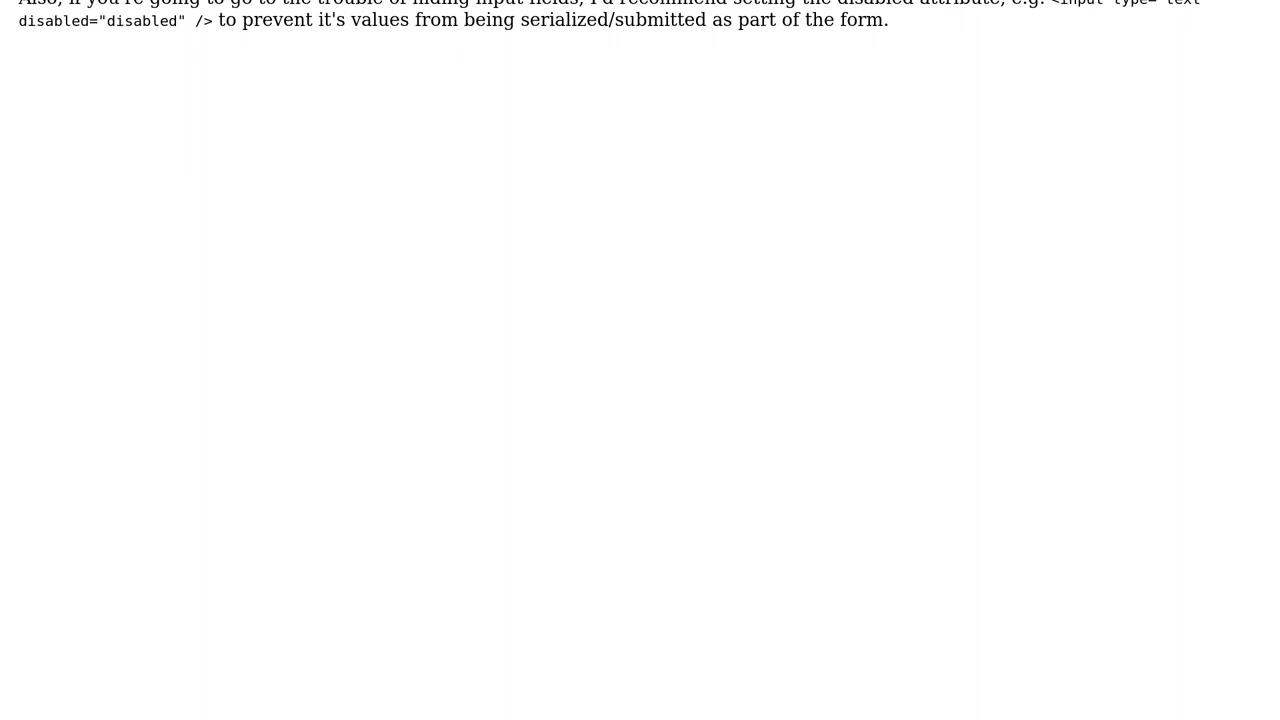 Also, if you're going to go to the trouble of hiding input fields, I'd recommend setting the disabled attribute, e.g. <input type="text"
disabled="disabled" /> to prevent it's values from being serialized/submitted as part of the form.